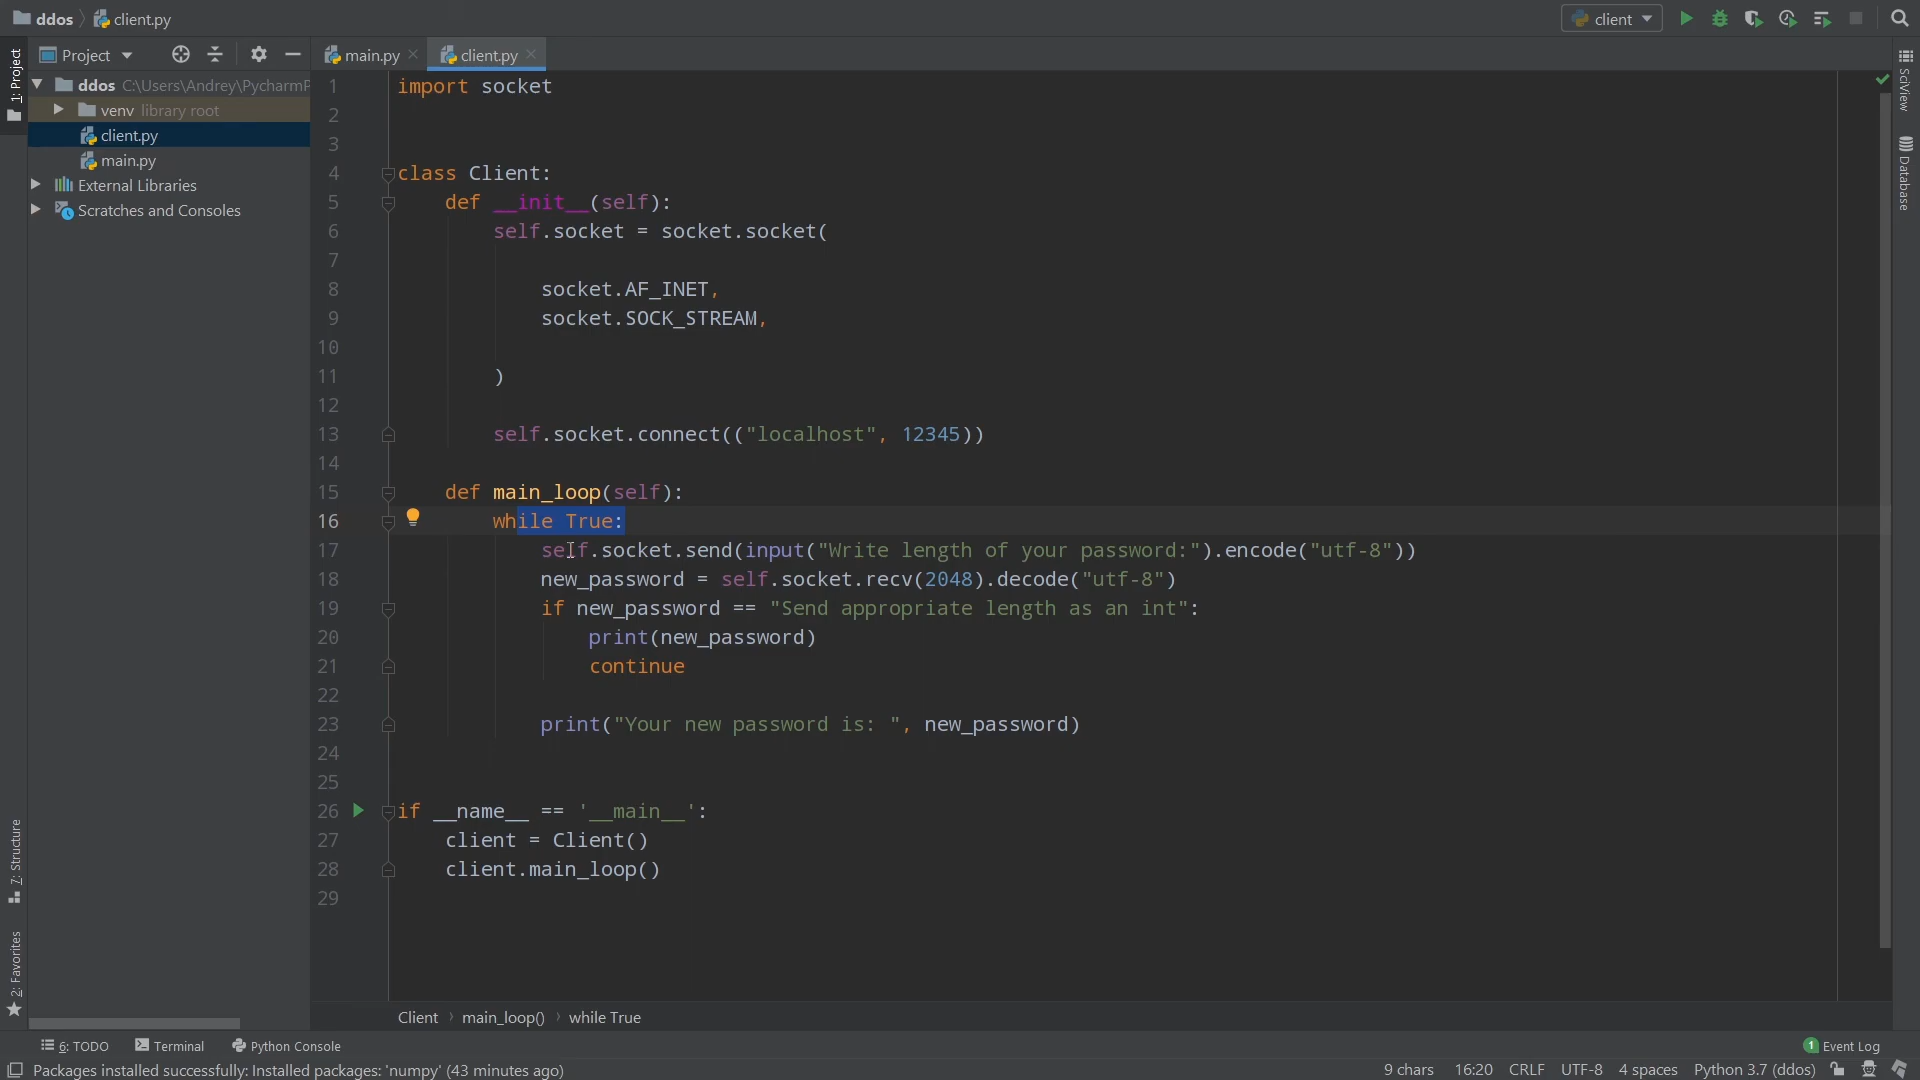 ddos client.py client
Project
main.py client.py
1: Project
ddos C:\Users\Andrey\PycharmP
venv library root
client.py
main.py
External Libraries
Scratches and Consoles
7: Structure
2: Favorites
1 import socket
2
3
4 class Client:
5 def __init__(self):
6 self.socket = socket.socket(
7
8 socket.AF_INET,
9 socket.SOCK_STREAM,
10
11 )
12
13 self.socket.connect(("localhost", 12345))
14
15 def main_loop(self):
16 while True:
17 self.socket.send(input("Write length of your password:").encode("utf-8"))
18 new_password = self.socket.recv(2048).decode("utf-8")
19 if new_password == "Send appropriate length as an int":
20 print(new_password)
21 continue
22
23 print("Your new password is: ", new_password)
24
25
26 if __name__ == '__main__':
27 client = Client()
28 client.main_loop()
29
SciView
Database
Client main_loop() while True
6: TODO Terminal Python Console 1 Event Log
Packages installed successfully: Installed packages: 'numpy' (43 minutes ago) 9 chars 16:20 CRLF UTF-8 4 spaces Python 3.7 (ddos)